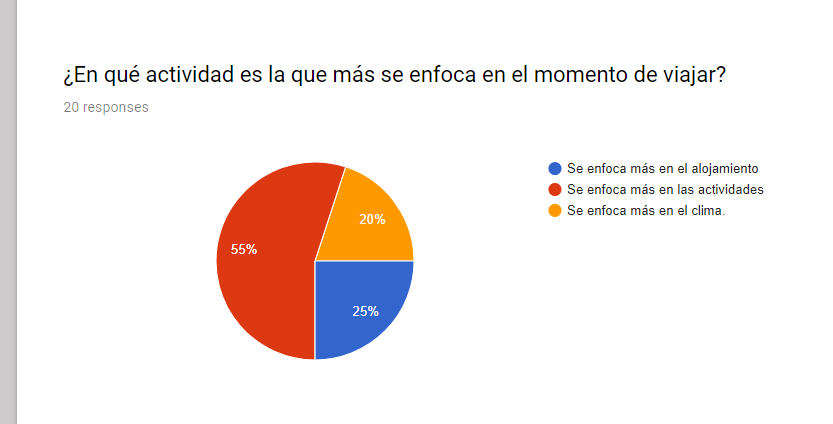 ¿En qué actividad es la que más se enfoca en el momento de viajar?
20 responses
55%
20%
25%
Se enfoca más en el alojamiento
Se enfoca más en las actividades
Se enfoca más en el clima.